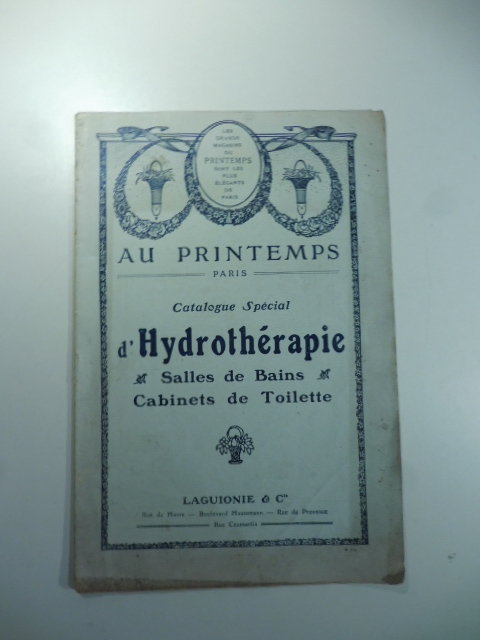 LES
GRANDS
MAGASINS
DU
PRINTEMPS
SONT LES
PLUS
ÉLÉGANTS
DE
PARIS
AU PRINTEMPS
PARIS
Catalogue Spécial
d'Hydrothérapie
Salles de Bains
Cabinets de Toilette
LAGUIONIE & Cie
Rue du Havre — Boulevard Haussmann — Rue de Provence
Rue Caumartin